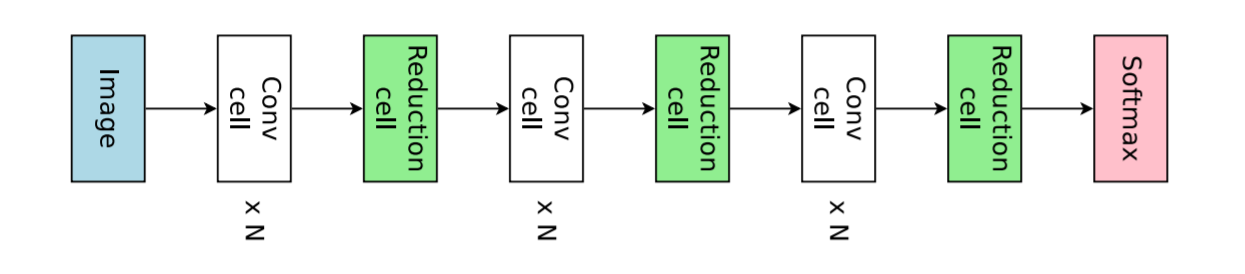 Image
Conv
cell
x N
Reduction
cell
Conv
cell
x N
Reduction
cell
Conv
cell
x N
Reduction
cell
Softmax